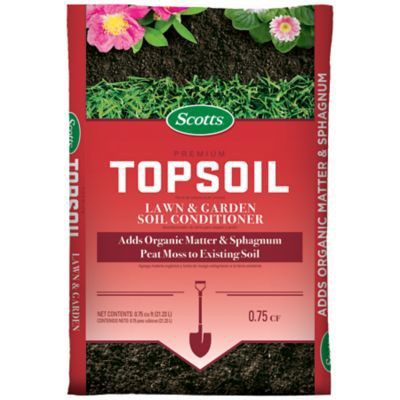 Scotts
PREMIUM
TOPSOIL
LAWN & GARDEN
SOIL CONDITIONER
Adds Organic Matter & Sphagnum
Peat Moss to Existing Soil
NET CONTENTS: 0.75 cu ft (21.23 L)
0.75 CF
Scotts
TOPSOIL
LAWN & GARDEN
ADDS ORGANIC MATTER & SPHAGNUM